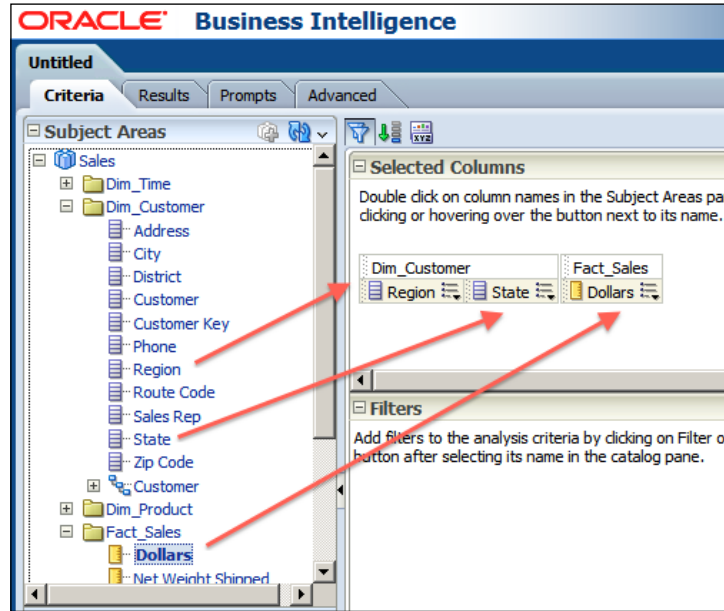 ORACLE Business Intelligence
Untitled
Criteria Results Prompts Advanced
Subject Areas
Sales
Dim_Time
Dim_Customer
Address
City
District
Customer
Customer Key
Phone
Region
Route Code
Sales Rep
State
Zip Code
Customer
Dim_Product
Fact_Sales
Dollars
Net Weight Shipped
XYZ
Selected Columns
Double click on column names in the Subject Areas pa
clicking or hovering over the button next to its name.
Dim_Customer Fact_Sales
Region State Dollars
Filters
Add filters to the analysis criteria by clicking on Filter o
button after selecting its name in the catalog pane.